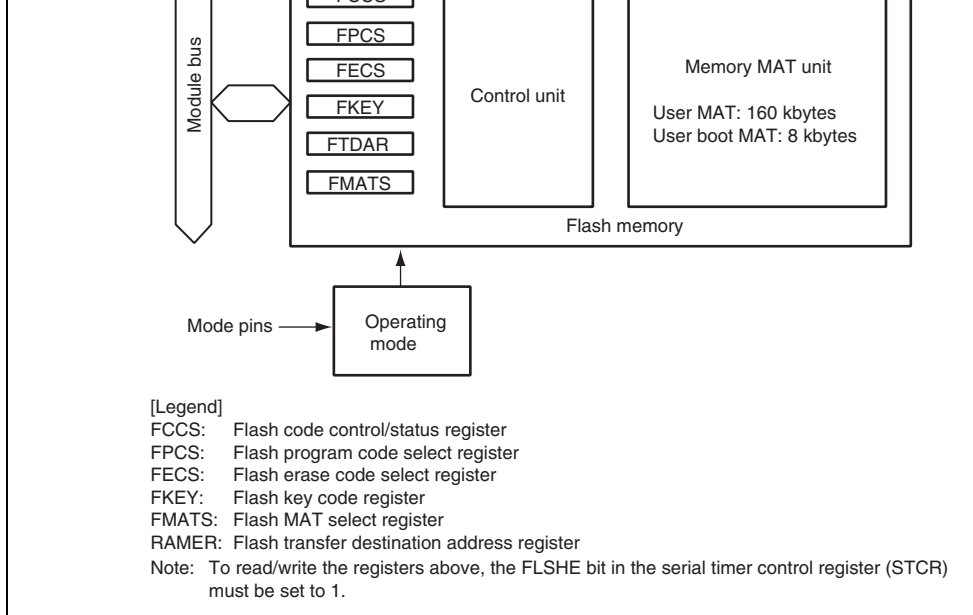 FCCS
FPCS
FECS
FKEY
FTDAR
FMATS
Module bus
Control unit
Memory MAT unit
User MAT: 160 kbytes
User boot MAT: 8 kbytes
Flash memory
Mode pins
Operating
mode
[Legend]
FCCS: Flash code control/status register
FPCS: Flash program code select register
FECS: Flash erase code select register
FKEY: Flash key code register
FMATS: Flash MAT select register
RAMER: Flash transfer destination address register
Note: To read/write the registers above, the FLSHE bit in the serial timer control register (STCR)
must be set to 1.